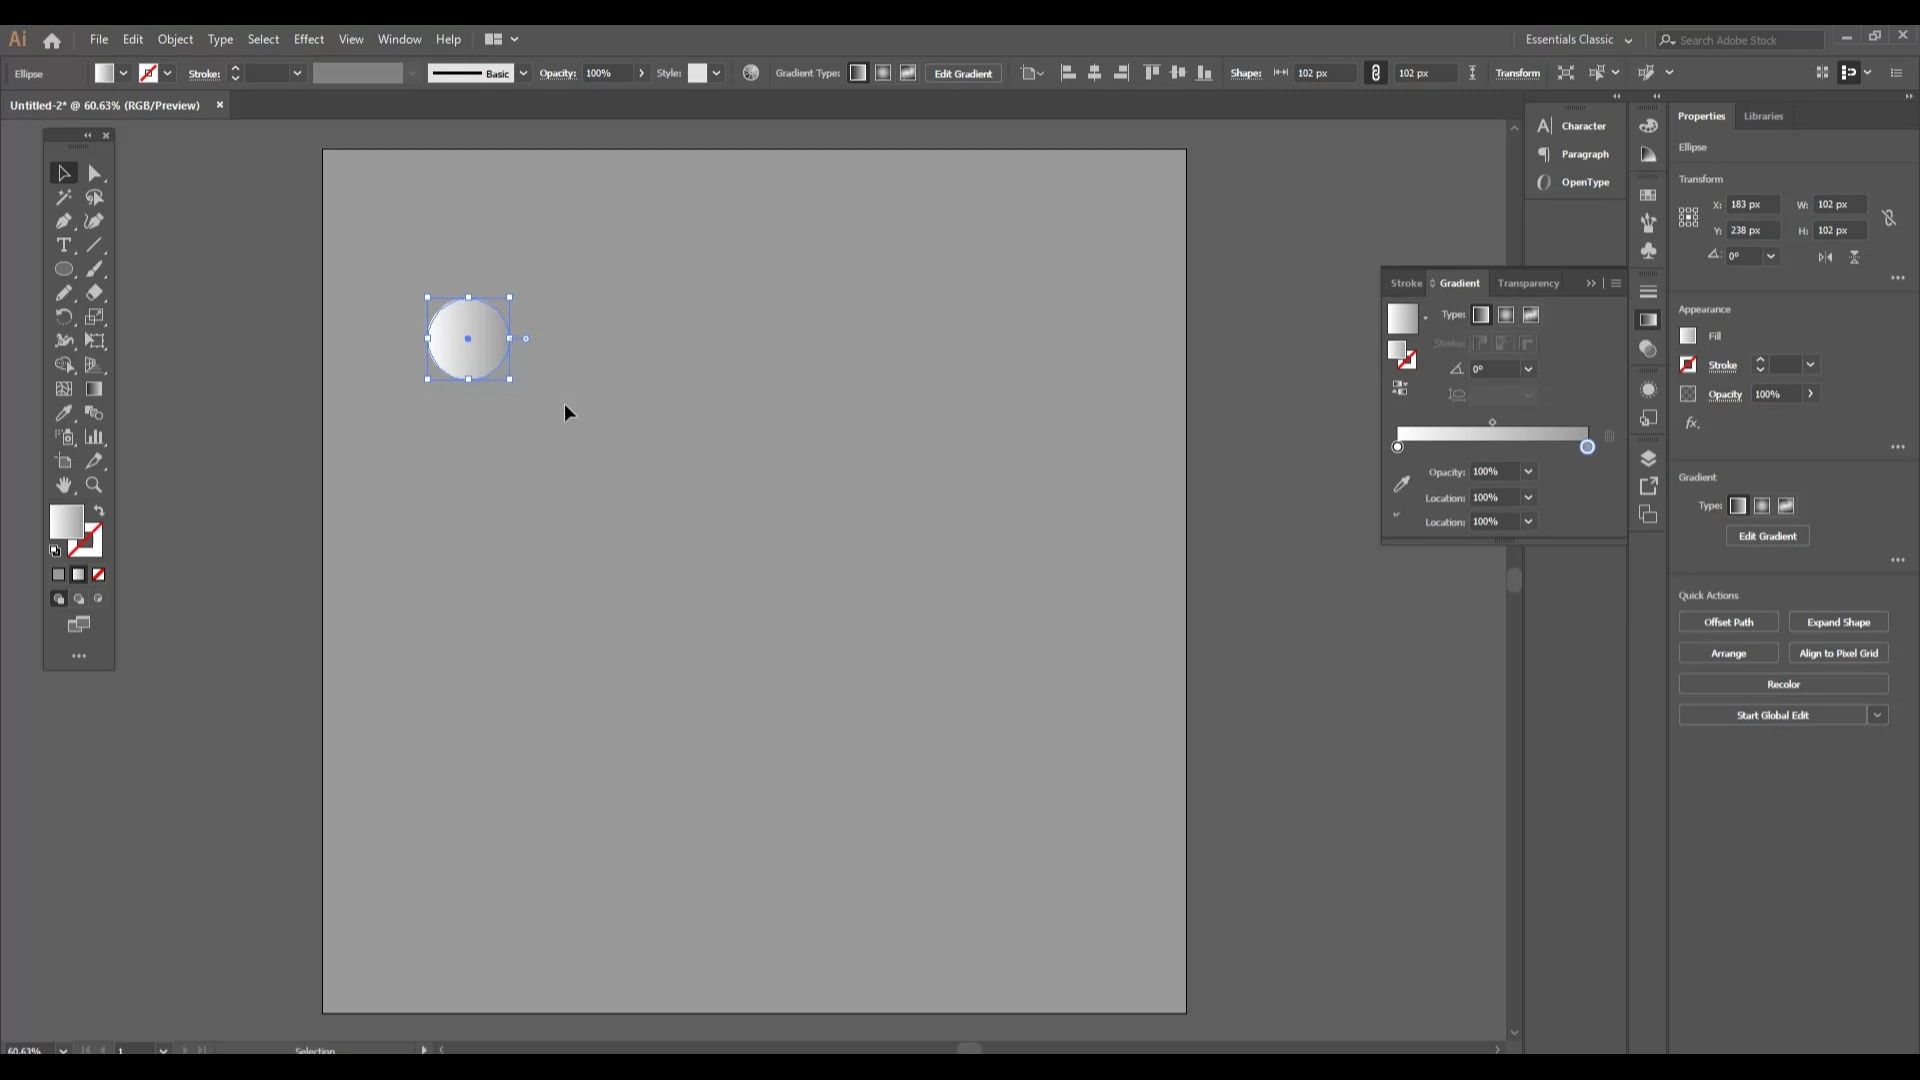 Ai File Edit Object Type Select Effect View Window Help Essentials Classic Search Adobe Stock
Ellipse Stroke: Basic Opacity: 100% Style: Gradient Type: Edit Gradient Shape: 102 px 102 px Transform
Untitled-2* @ 60.63% (RGB/Preview) ×
Character
Paragraph
OpenType
Properties Libraries
Ellipse
Transform
X: 183 px W: 102 px
Y: 238 px H: 102 px
0°
Stroke Gradient Transparency
Type:
Stroke:
0°
Opacity: 100%
Location: 100%
Location: 100%
Appearance
Fill
Stroke
Opacity 100%
fx.
Gradient
Type:
Edit Gradient
Quick Actions
Offset Path Expand Shape
Arrange Align to Pixel Grid
Recolor
Start Global Edit
60.63% 1 Selection